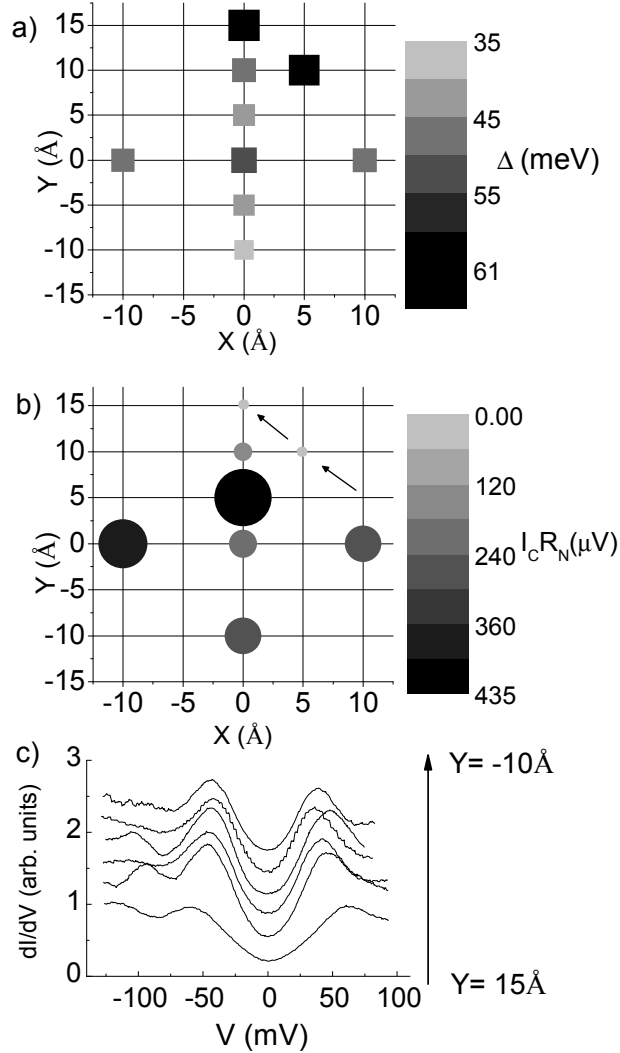 a)
15
10
5
0
-5
-10
-15
Y (Å)
-10 -5 0 5 10
X (Å)
35
45
55
61
Δ (meV)
b)
15
10
5
0
-5
-10
-15
Y (Å)
-10 -5 0 5 10
X (Å)
0.00
120
240
360
435
I_C R_N(μV)
c)
3
2
1
0
dI/dV (arb. units)
-100 -50 0 50 100
V (mV)
Y= -10Å
Y= 15Å